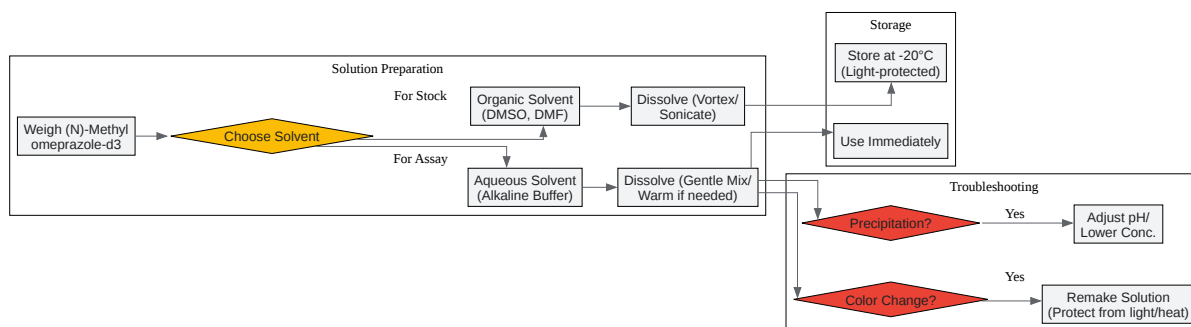 Storage
Store at -20°C
(Light-protected)
Solution Preparation
For Stock
Organic Solvent
(DMSO, DMF)
Dissolve (Vortex/
Sonicate)
Weigh (N)-Methyl
omeprazole-d3
Choose Solvent
Use Immediately
For Assay
Aqueous Solvent
(Alkaline Buffer)
Dissolve (Gentle Mix/
Warm if needed)
Troubleshooting
Precipitation?
Yes
Adjust pH/
Lower Conc.
Color Change?
Yes
Remake Solution
(Protect from light/heat)